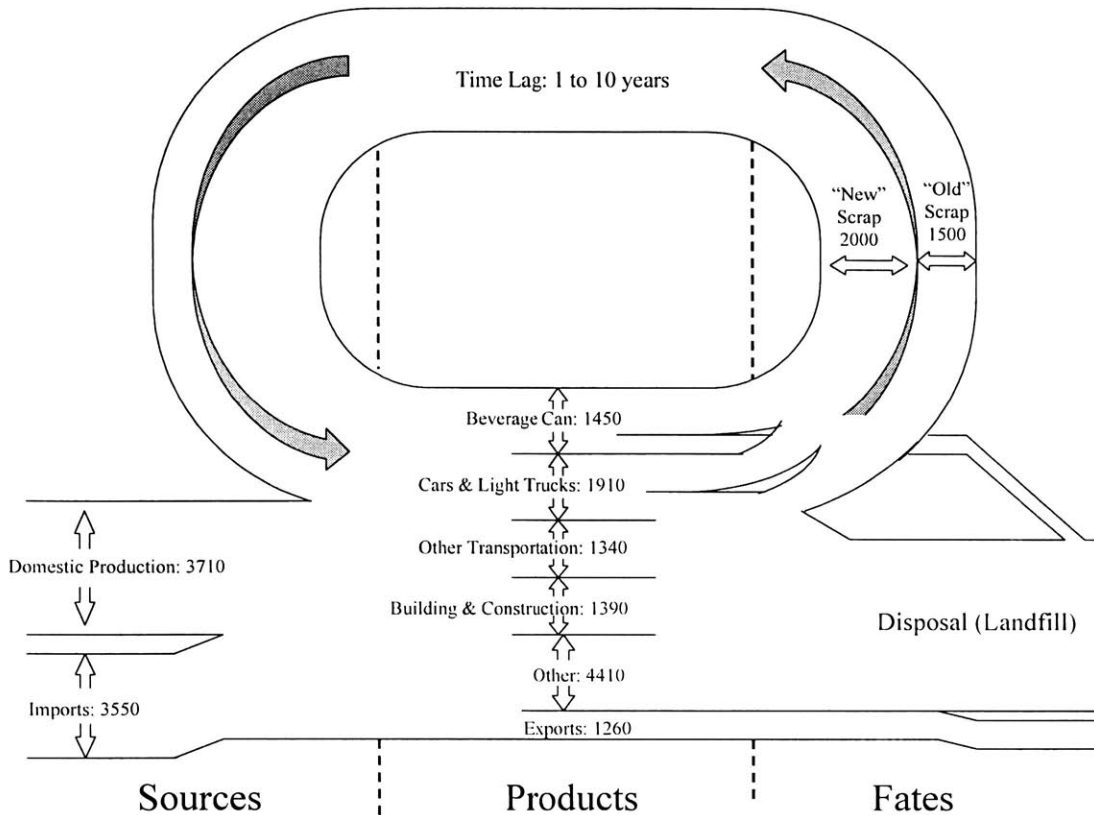 Time Lag: 1 to 10 years
“New”
Scrap
2000
“Old”
Scrap
1500
Beverage Can: 1450
Cars & Light Trucks: 1910
Other Transportation: 1340
Building & Construction: 1390
Other: 4410
Exports: 1260
Domestic Production: 3710
Imports: 3550
Disposal (Landfill)
Sources
Products
Fates